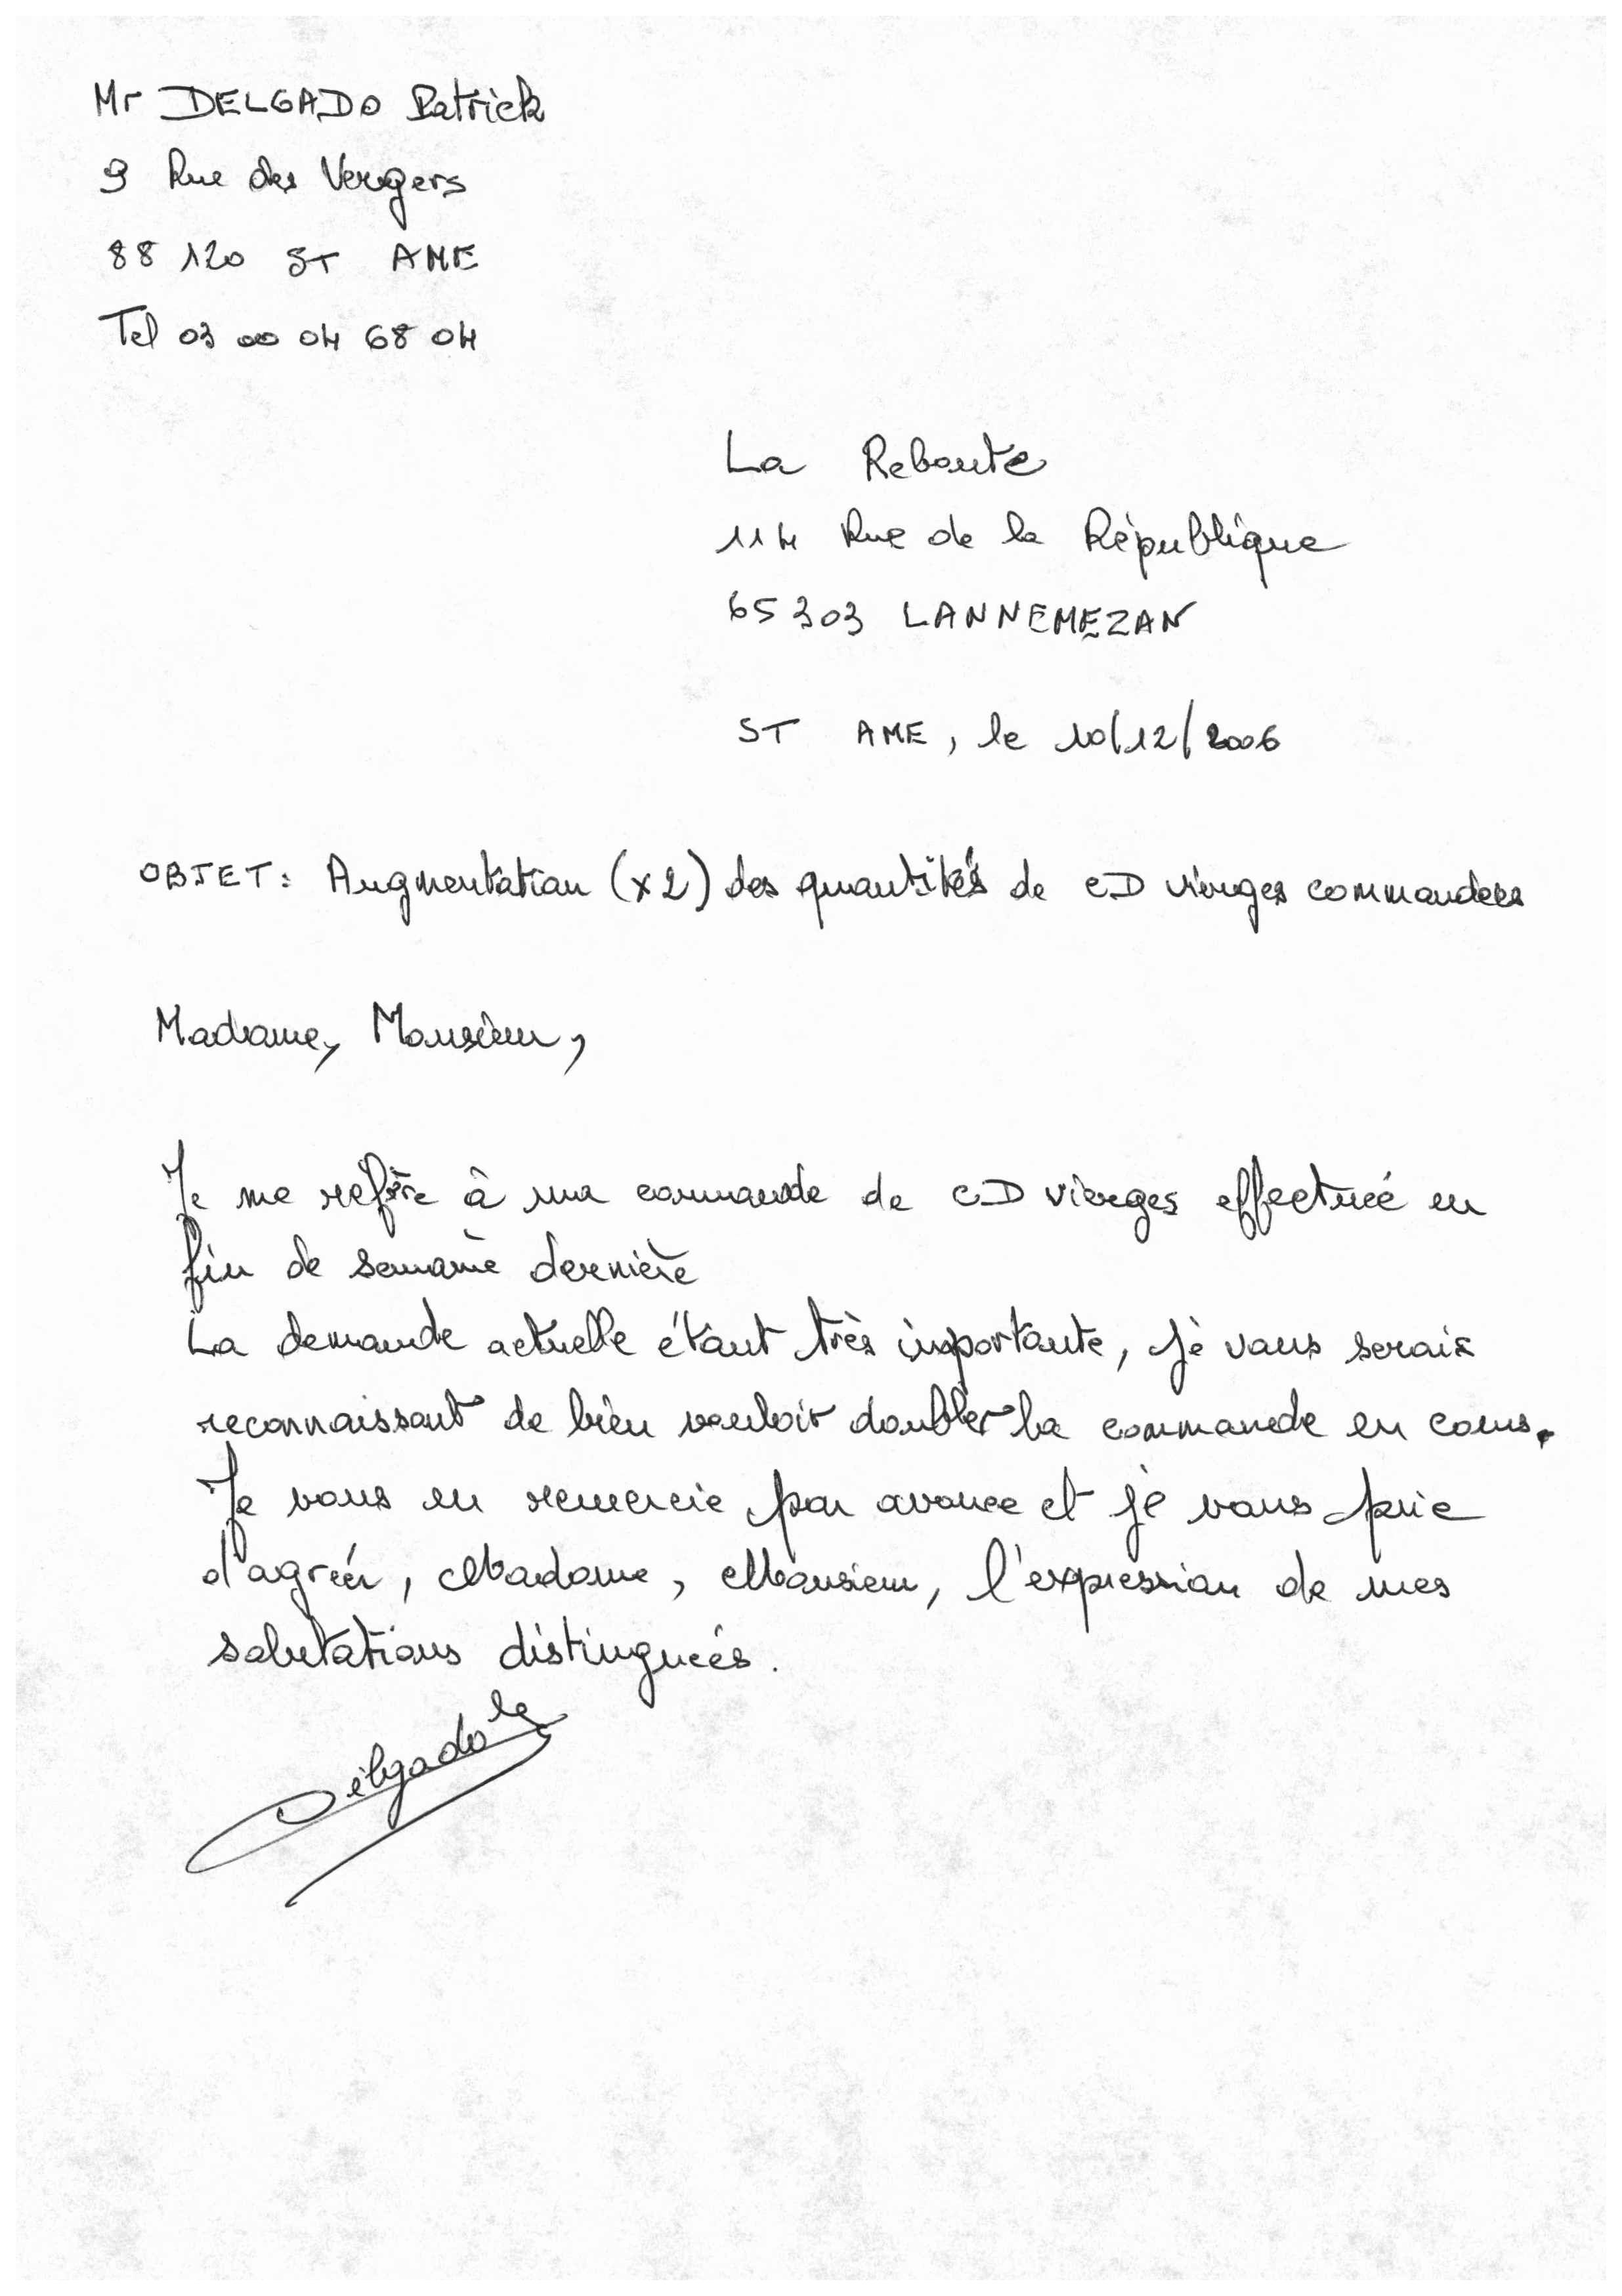 Mr DELGADO Patrick
9 Rue des Vergers
88 120 ST AME
Tel 03 00 04 68 04
La Reboute
114 Rue de la République
65303 LANNEMEZAN
ST AME, le 10/12/2006
OBJET: Augmentation (x2) des quantités de CD vierges commandées
Madame, Monsieur,
Je me refère à ma commande de CD vierges effectuée en
fin de semaine dernière
La demande actuelle étant très importante, je vous serais
reconnaissant de bien vouloir doubler la commande en cours.
Je vous en remercie par avance et je vous prie
d'agréer, Madame, Monsieur, l'expression de mes
salutations distinguées.
Delgado